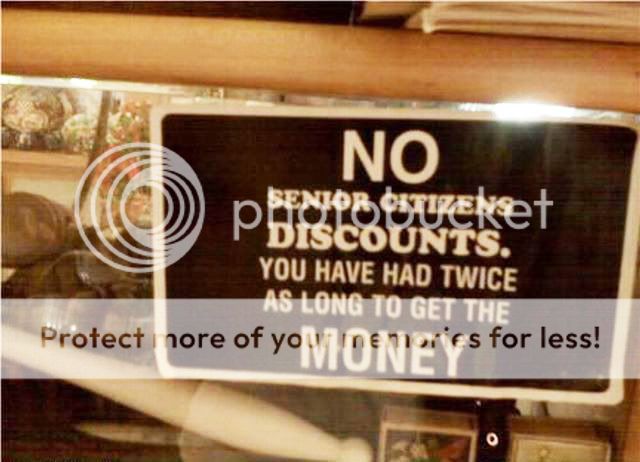 NO
SENIOR CITIZENS
photobucket
DISCOUNTS.
YOU HAVE HAD TWICE
AS LONG TO GET THE
Protect more of your memories for less!
MONEY